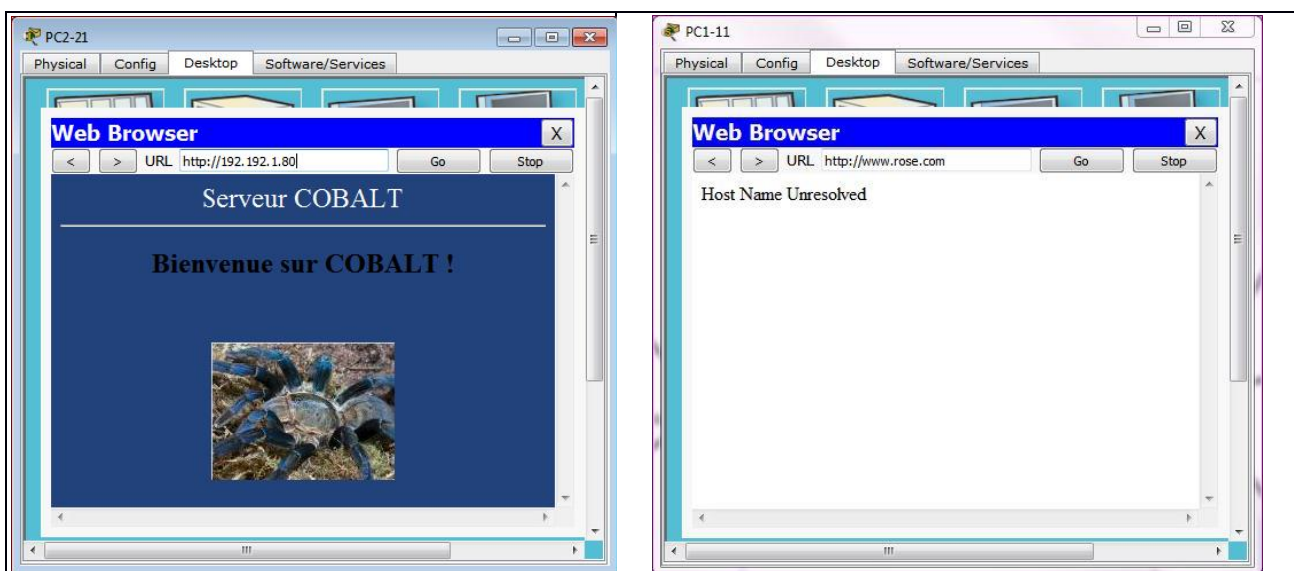 PC2-21
Physical Config Desktop Software/Services
Web Browser X
< > URL http://192.192.1.80 Go Stop
Serveur COBALT
Bienvenue sur COBALT !
PC1-11
Physical Config Desktop Software/Services
Web Browser X
< > URL http://www.rose.com Go Stop
Host Name Unresolved